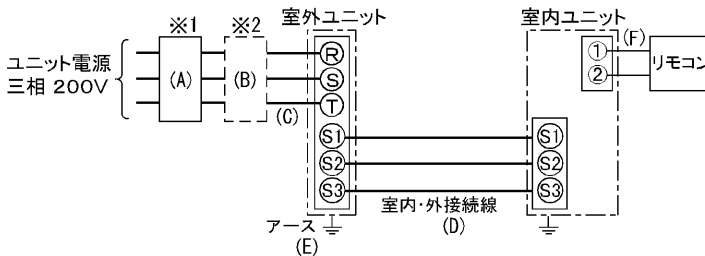 ※1
※2
室外ユニット
室内ユニット
ユニット電源
三相 200V
(A)
(B)
(C)
R
S
T
S1
S2
S3
① 
②
(F)
リモコン
S1
S2
S3
室内・外接続線
(D)
アース
(E)